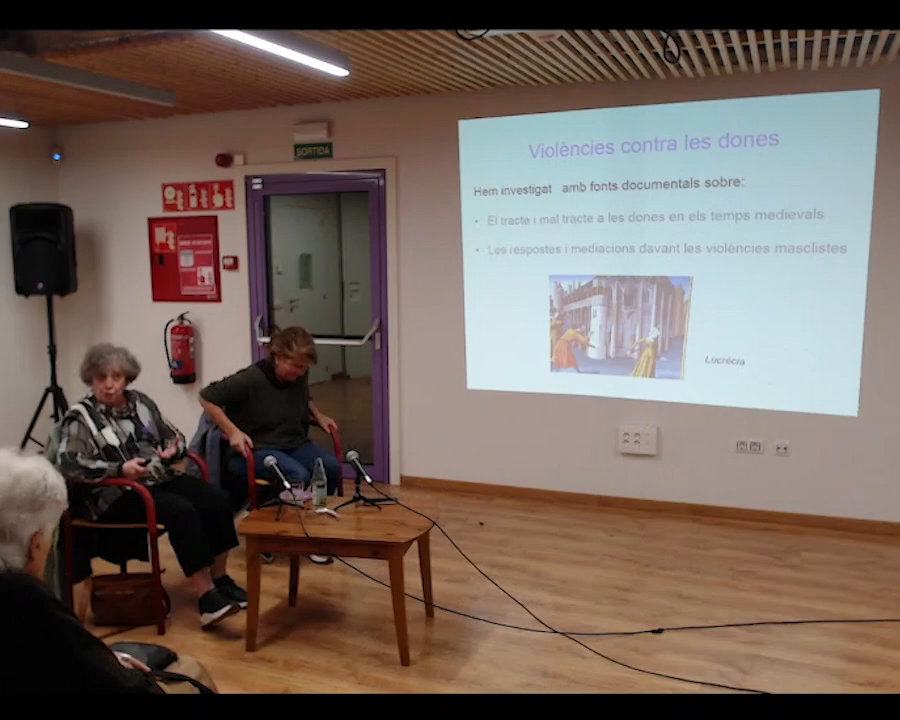 SORTIDA
Violències contra les dones
Hem investigat amb fonts documentals sobre:
• El tracte i mal tracte a les dones en els temps medievals
• Les respostes i mediacions davant les violències masclistes
Lucrècia